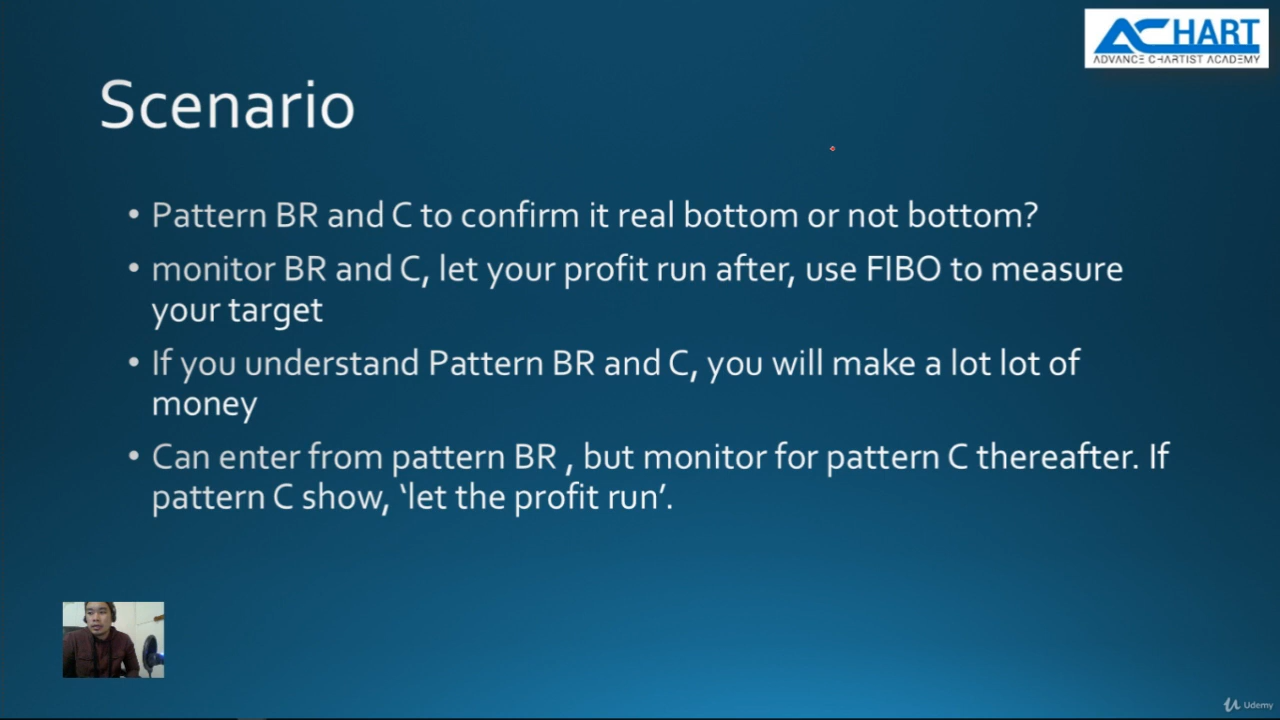 ACHART
ADVANCE CHARTIST ACADEMY
Scenario
• Pattern BR and C to confirm it real bottom or not bottom?
• monitor BR and C, let your profit run after, use FIBO to measure
your target
• If you understand Pattern BR and C, you will make a lot lot of
money
• Can enter from pattern BR , but monitor for pattern C thereafter. If
pattern C show, ‘let the profit run’.
Udemy